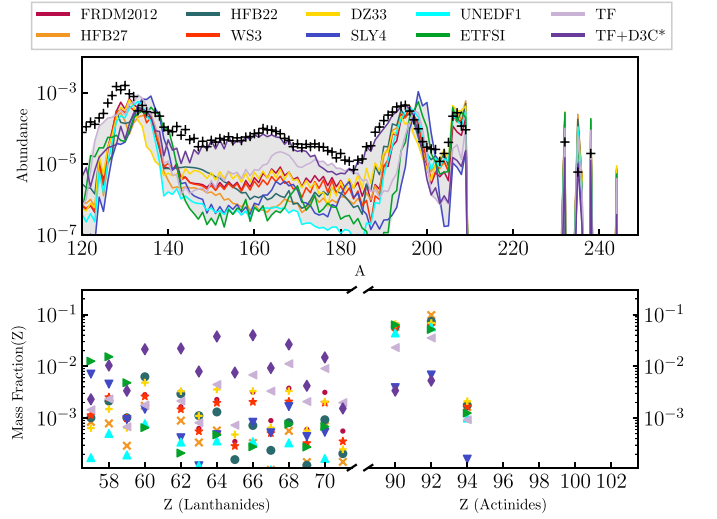 FRDM2012 HFB22 DZ33 UNEDF1 TF
HFB27 WS3 SLY4 ETFSI TF+D3C*
10⁻³
10⁻⁵
10⁻⁷
Abundance
120 140 160 180 200 220 240
A
10⁻¹ 10⁻¹
10⁻² 10⁻²
10⁻³ 10⁻³
Mass Fraction(Z)
58 60 62 64 66 68 70 90 92 94 96 98 100 102
Z (Lanthanides) Z (Actinides)